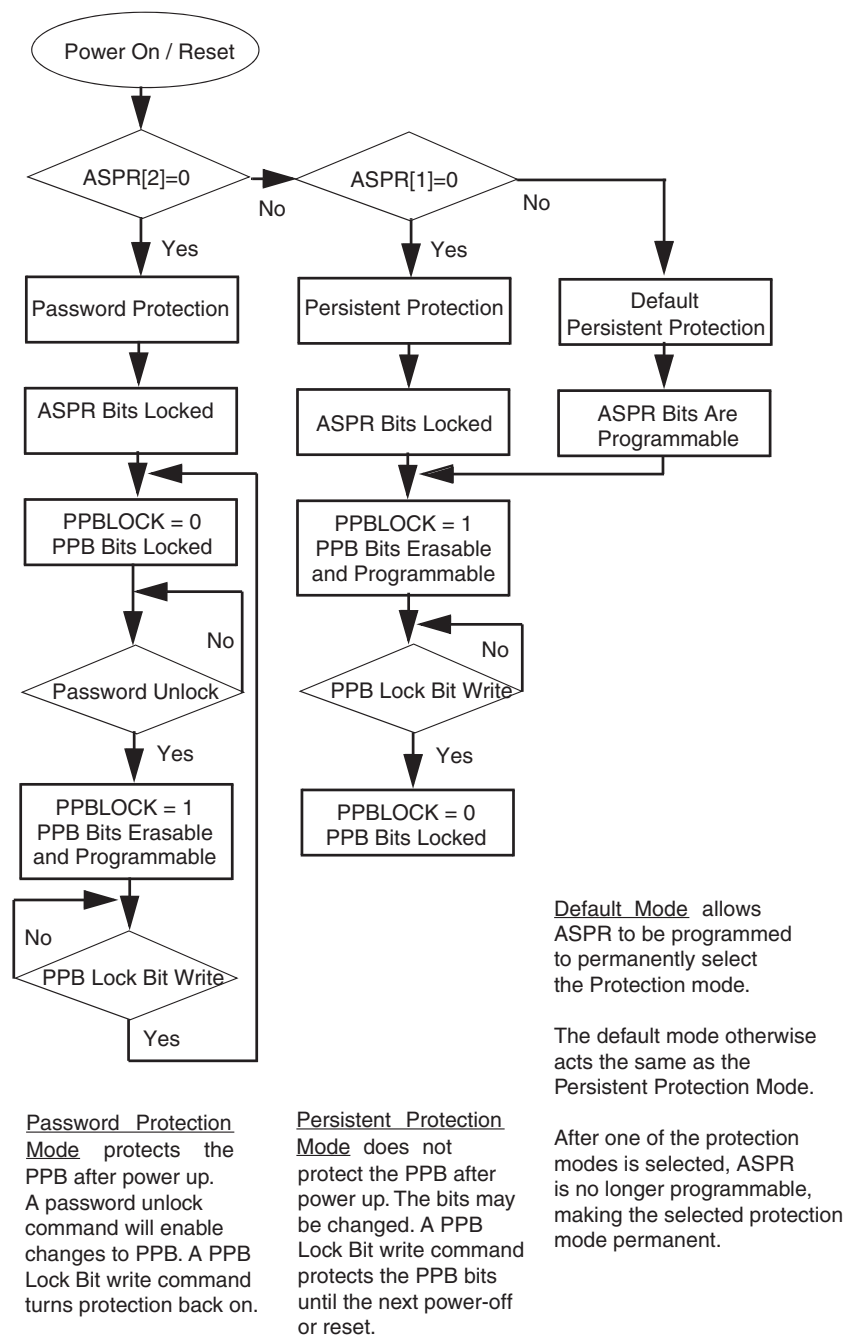 Power On / Reset
ASPR[2]=0
No
ASPR[1]=0
No
Yes
Yes
Password Protection
Persistent Protection
Default
Persistent Protection
ASPR Bits Locked
ASPR Bits Locked
ASPR Bits Are
Programmable
PPBLOCK = 0
PPB Bits Locked
PPBLOCK = 1
PPB Bits Erasable
and Programmable
No
Password Unlock
No
PPB Lock Bit Write
Yes
Yes
PPBLOCK = 1
PPB Bits Erasable
and Programmable
PPBLOCK = 0
PPB Bits Locked
No
PPB Lock Bit Write
Yes
Default Mode allows
ASPR to be programmed
to permanently select
the Protection mode.
The default mode otherwise
acts the same as the
Persistent Protection Mode.
After one of the protection
modes is selected, ASPR
is no longer programmable,
making the selected protection
mode permanent.
Password Protection
Mode protects the
PPB after power up.
A password unlock
command will enable
changes to PPB. A PPB
Lock Bit write command
turns protection back on.
Persistent Protection
Mode does not
protect the PPB after
power up. The bits may
be changed. A PPB
Lock Bit write command
protects the PPB bits
until the next power-off
or reset.